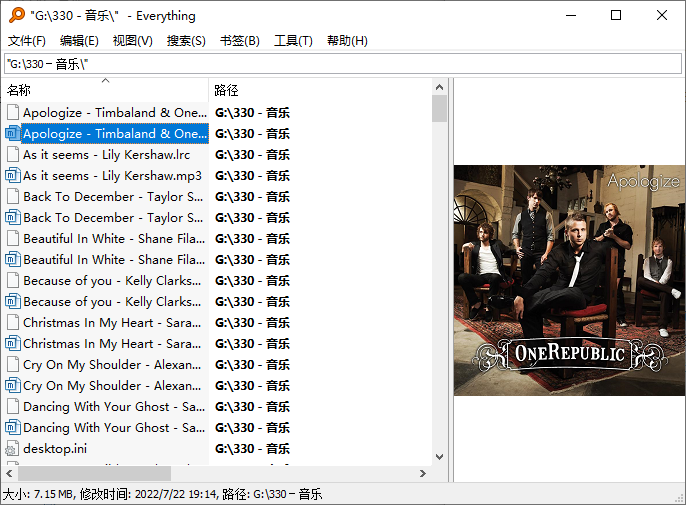 "G:\330 - 音乐\" - Everything
文件(F) 编辑(E) 视图(V) 搜索(S) 书签(B) 工具(T) 帮助(H)
"G:\330 - 音乐\"
名称 路径
Apologize - Timbaland & One... G:\330 - 音乐
Apologize - Timbaland & One... G:\330 - 音乐
As it seems - Lily Kershaw.lrc G:\330 - 音乐
As it seems - Lily Kershaw.mp3 G:\330 - 音乐
Back To December - Taylor S... G:\330 - 音乐
Back To December - Taylor S... G:\330 - 音乐
Beautiful In White - Shane Fila... G:\330 - 音乐
Beautiful In White - Shane Fila... G:\330 - 音乐
Because of you - Kelly Clarks... G:\330 - 音乐
Because of you - Kelly Clarks... G:\330 - 音乐
Christmas In My Heart - Sara... G:\330 - 音乐
Christmas In My Heart - Sara... G:\330 - 音乐
Cry On My Shoulder - Alexan... G:\330 - 音乐
Cry On My Shoulder - Alexan... G:\330 - 音乐
Dancing With Your Ghost - Sa... G:\330 - 音乐
Dancing With Your Ghost - Sa... G:\330 - 音乐
desktop.ini G:\330 - 音乐
Apologize
ONEREPUBLIC
大小: 7.15 MB, 修改时间: 2022/7/22 19:14, 路径: G:\330 - 音乐